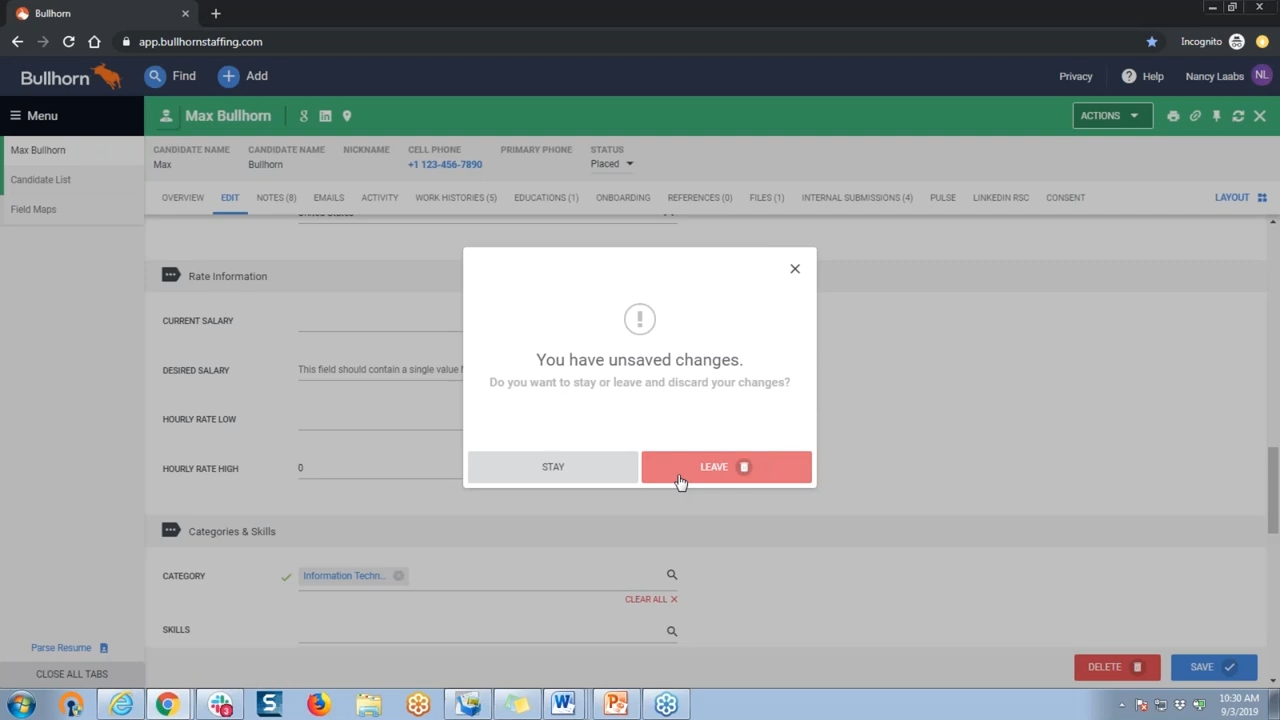 Bullhorn
app.bullhornstaffing.com
Incognito
Bullhorn
Find
Add
Privacy
Help
Nancy Laabs
NL
Menu
Max Bullhorn
ACTIONS
Max Bullhorn
Candidate List
Field Maps
CANDIDATE NAME
CANDIDATE NAME
NICKNAME
CELL PHONE
PRIMARY PHONE
STATUS
Max
Bullhorn
+1 123-456-7890
Placed
OVERVIEW
EDIT
NOTES (8)
EMAILS
ACTIVITY
WORK HISTORIES (5)
EDUCATIONS (1)
ONBOARDING
REFERENCES (0)
FILES (1)
INTERNAL SUBMISSIONS (4)
PULSE
LINKEDIN RSC
CONSENT
LAYOUT
United States
Rate Information
CURRENT SALARY
DESIRED SALARY
This field should contain a single value
HOURLY RATE LOW
HOURLY RATE HIGH
0
You have unsaved changes.
Do you want to stay or leave and discard your changes?
STAY
LEAVE
Categories & Skills
CATEGORY
Information Techn..
CLEAR ALL
SKILLS
Parse Resume
CLOSE ALL TABS
DELETE
SAVE
3
10:30 AM
9/3/2019